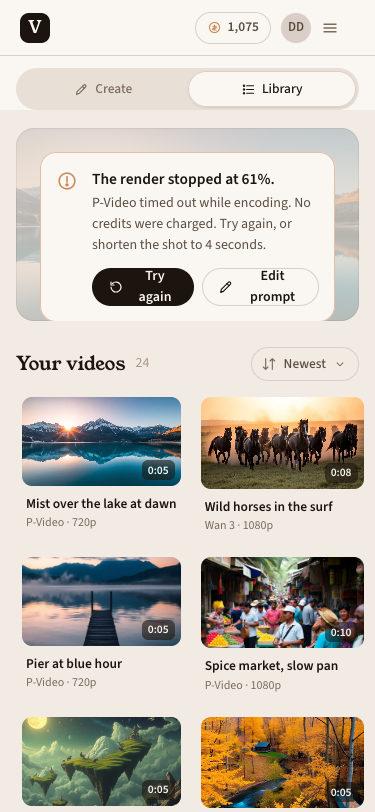 V
1,075
DD
Create
Library
The render stopped at 61%.
P-Video timed out while encoding. No
credits were charged. Try again, or
shorten the shot to 4 seconds.
Try
again
Edit
prompt
Your videos 24
Newest
0:05
0:08
Mist over the lake at dawn
P-Video · 720p
Wild horses in the surf
Wan 3 · 1080p
0:05
0:10
Pier at blue hour
P-Video · 720p
Spice market, slow pan
P-Video · 1080p
0:05
0:05